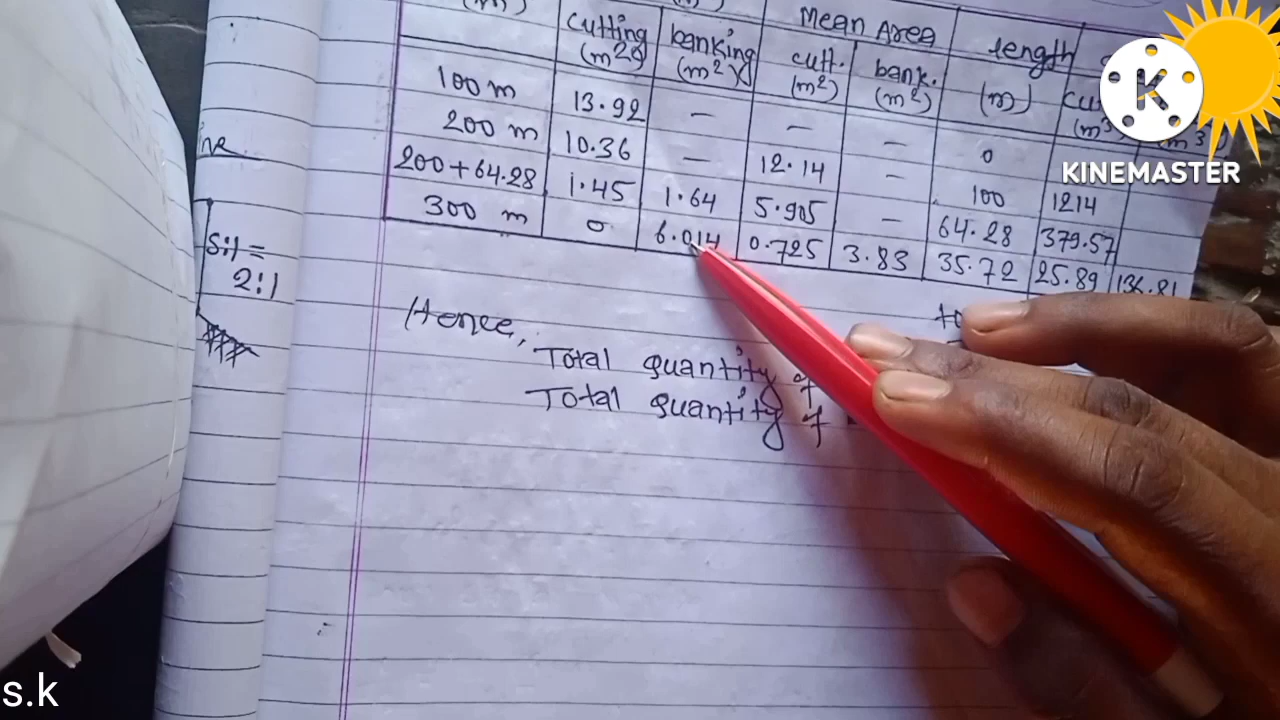 (m) cutting (m2) banking (m2) Mean Area length
cutt. (m2) bank. (m2) (m) (m3
100 m 13.92 - - - 0
200 m 10.36 - 12.14 - 100 1214
200+64.28 1.45 1.64 5.905 - 64.28 379.57
300 m 0 6.014 0.725 3.83 35.72 25.89 136.81
S:1 =
2:1
Hence,
Total quantity of
Total quantity of
K
KINEMASTER
s.k